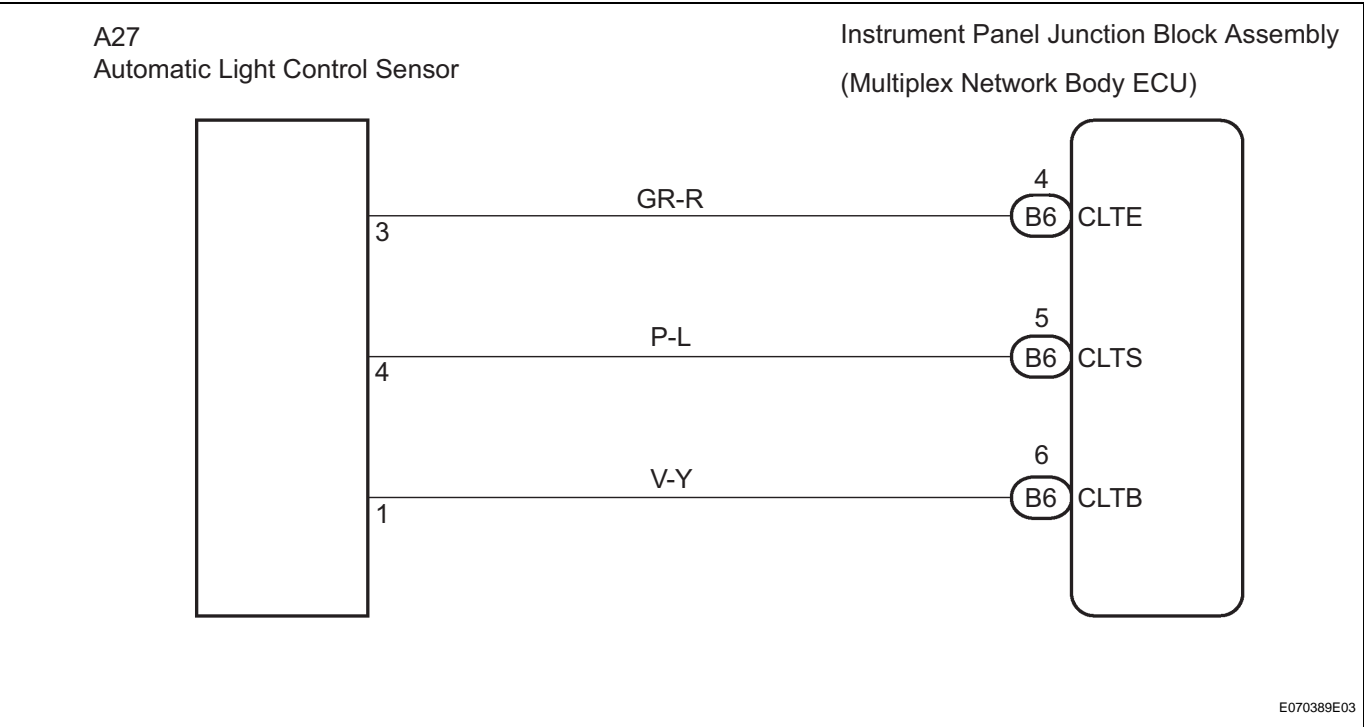 A27
Automatic Light Control Sensor
Instrument Panel Junction Block Assembly
(Multiplex Network Body ECU)
GR-R
3
4
B6
CLTE
P-L
4
5
B6
CLTS
V-Y
1
6
B6
CLTB
E070389E03